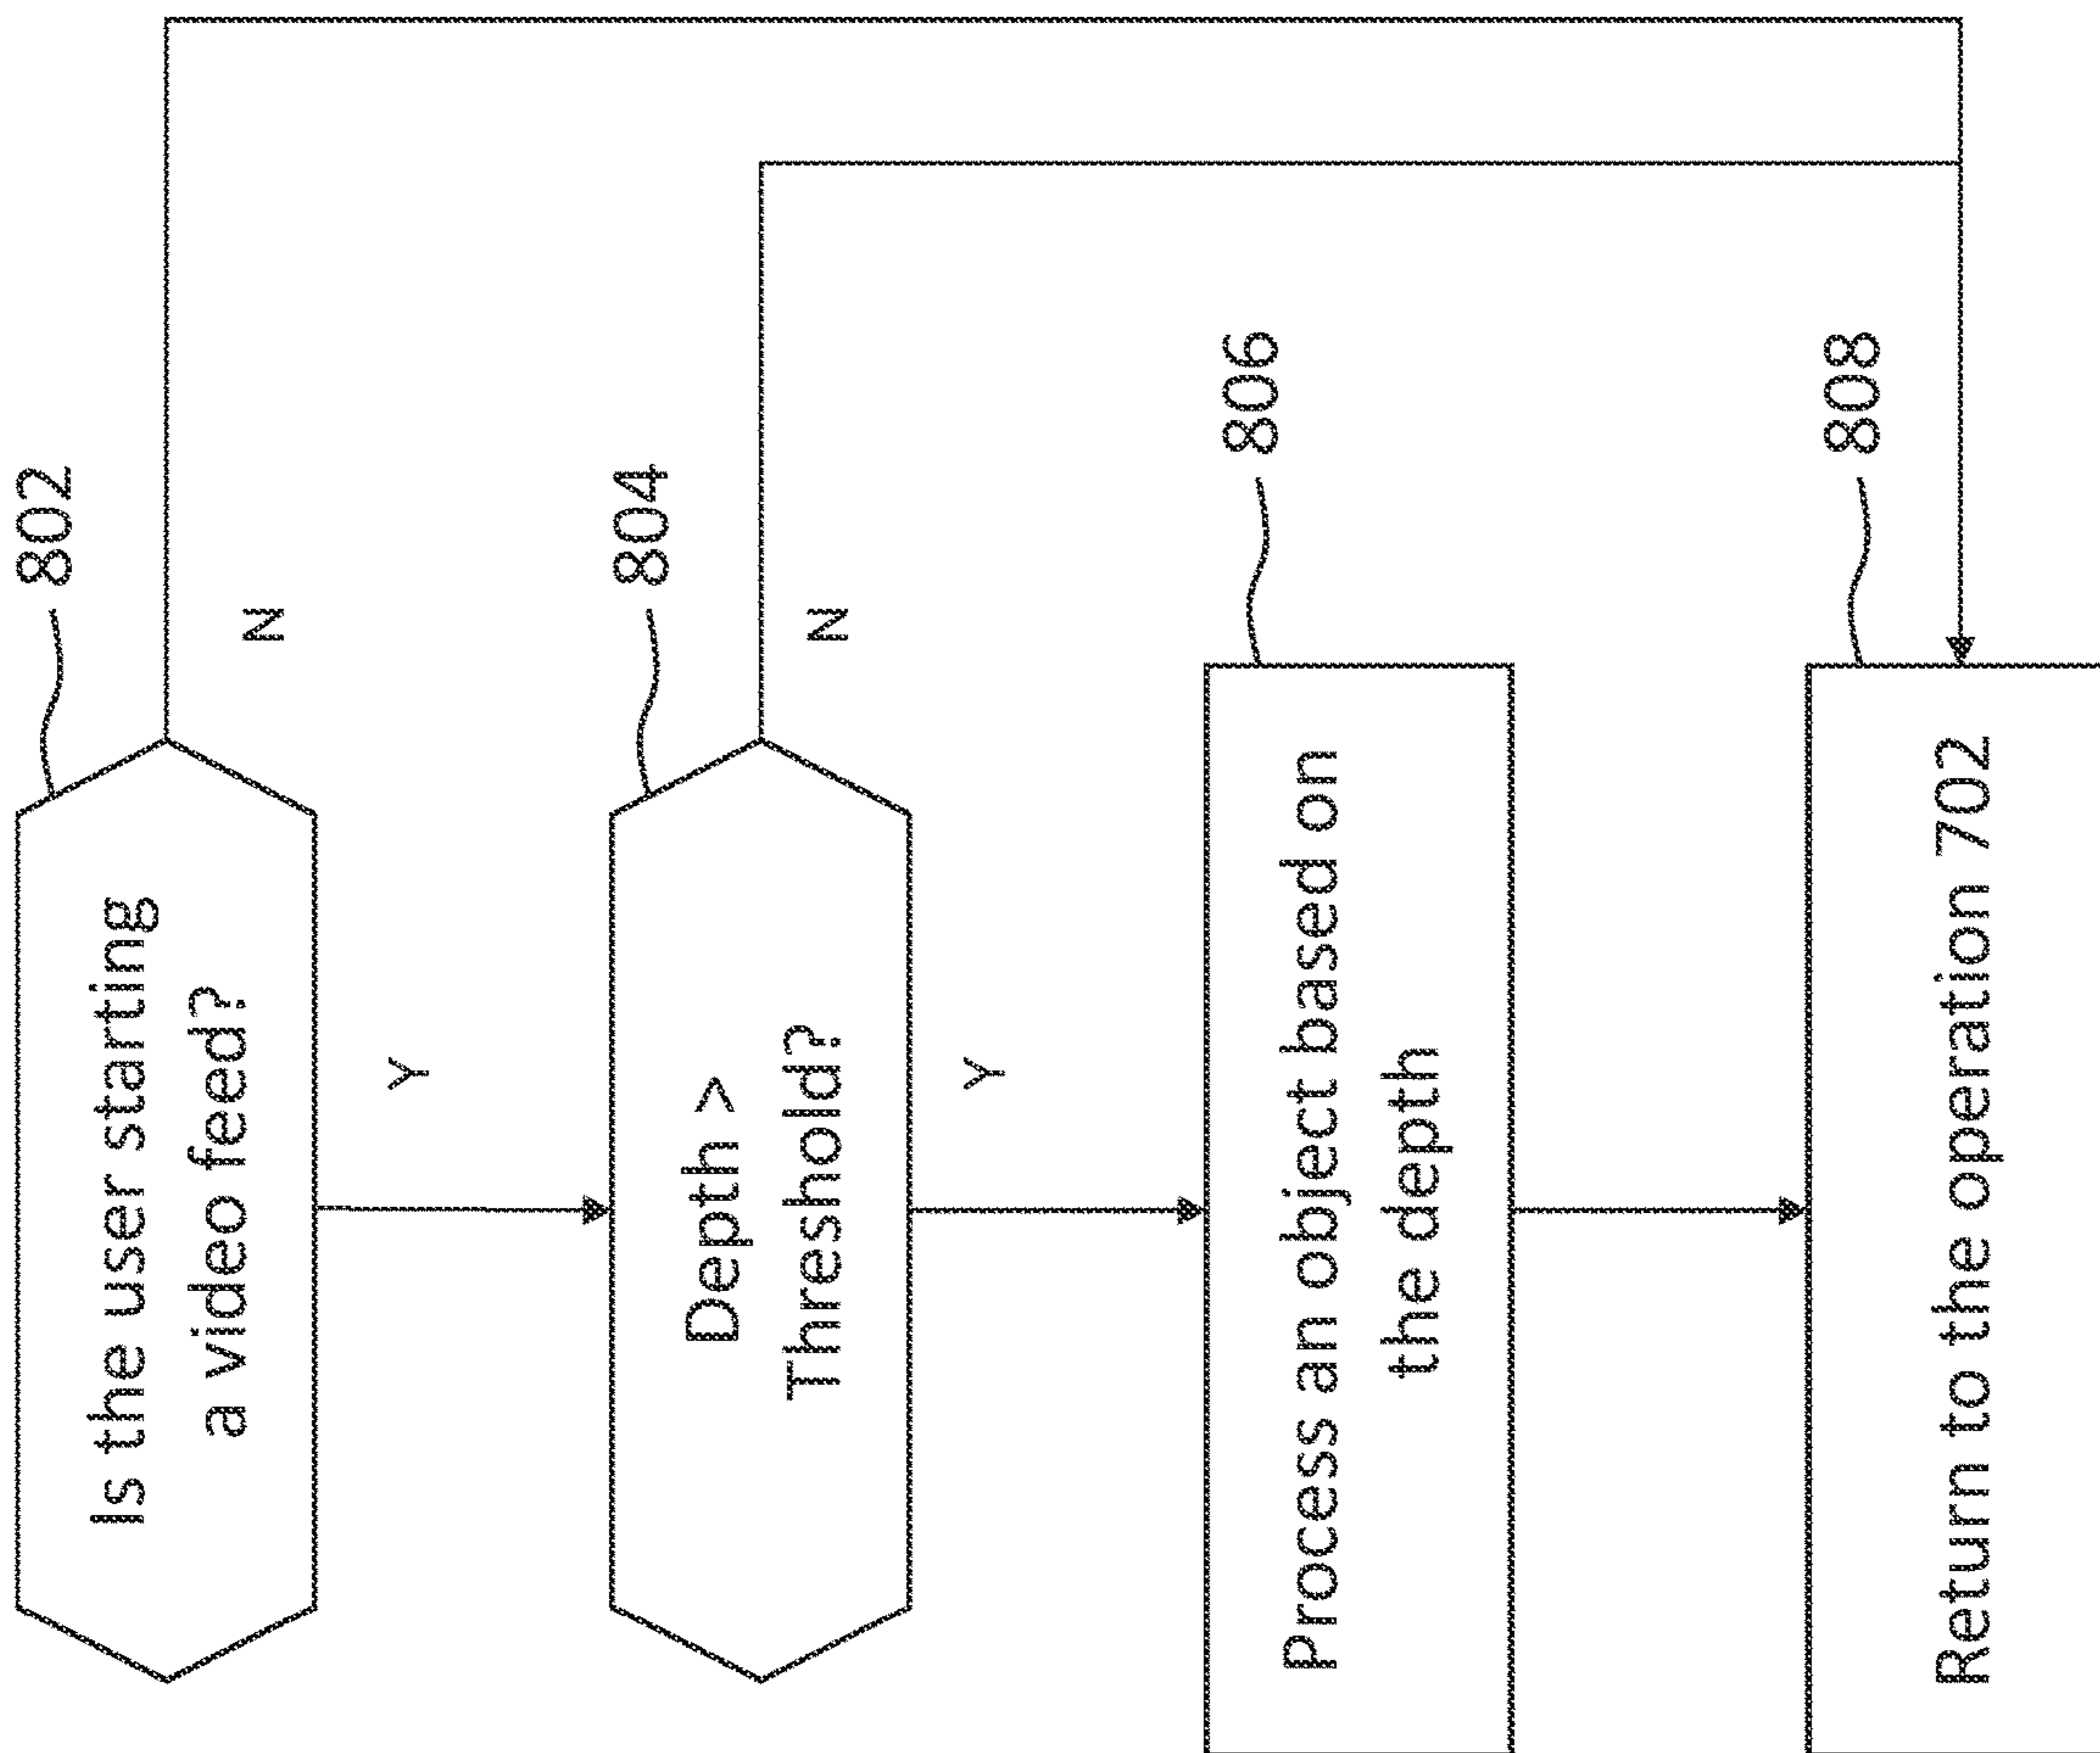 802
Is the user starting
a video feed?
N
Y
804
Depth >
Threshold?
N
Y
806
Process an object based on
the depth
808
Return to the operation 702